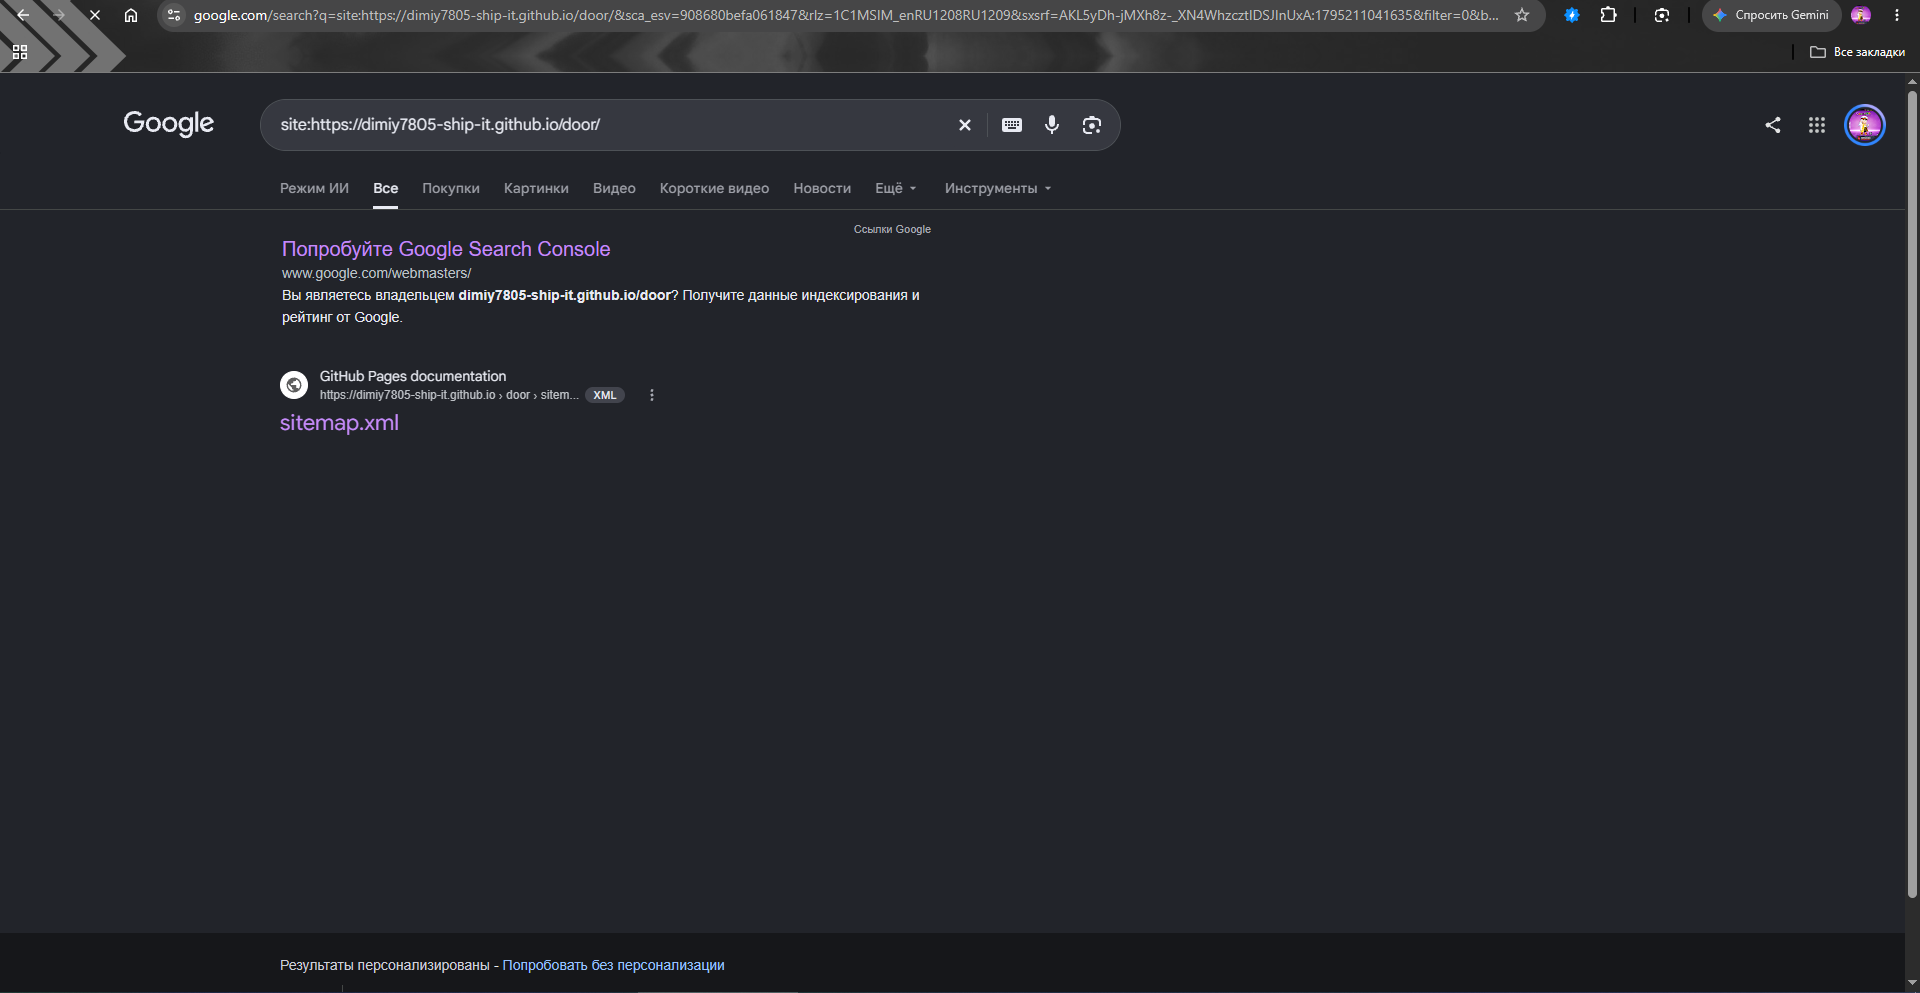 google.com/search?q=site:https://dimiy7805-ship-it.github.io/door/&sca_esv=908680befa061847&rlz=1C1MSIM_enRU1208RU1209&sxsrf=AKL5yDh-jMXh8z-_XN4WhzcztIDSJInUxA:1795211041635&filter=0&b...
Спросить Gemini
Все закладки
Google
site:https://dimiy7805-ship-it.github.io/door/
Режим ИИ Все Покупки Картинки Видео Короткие видео Новости Ещё Инструменты
Ссылки Google
Попробуйте Google Search Console
www.google.com/webmasters/
Вы являетесь владельцем dimiy7805-ship-it.github.io/door? Получите данные индексирования и
рейтинг от Google.
GitHub Pages documentation
https://dimiy7805-ship-it.github.io › door › sitem... XML
sitemap.xml
Результаты персонализированы - Попробовать без персонализации